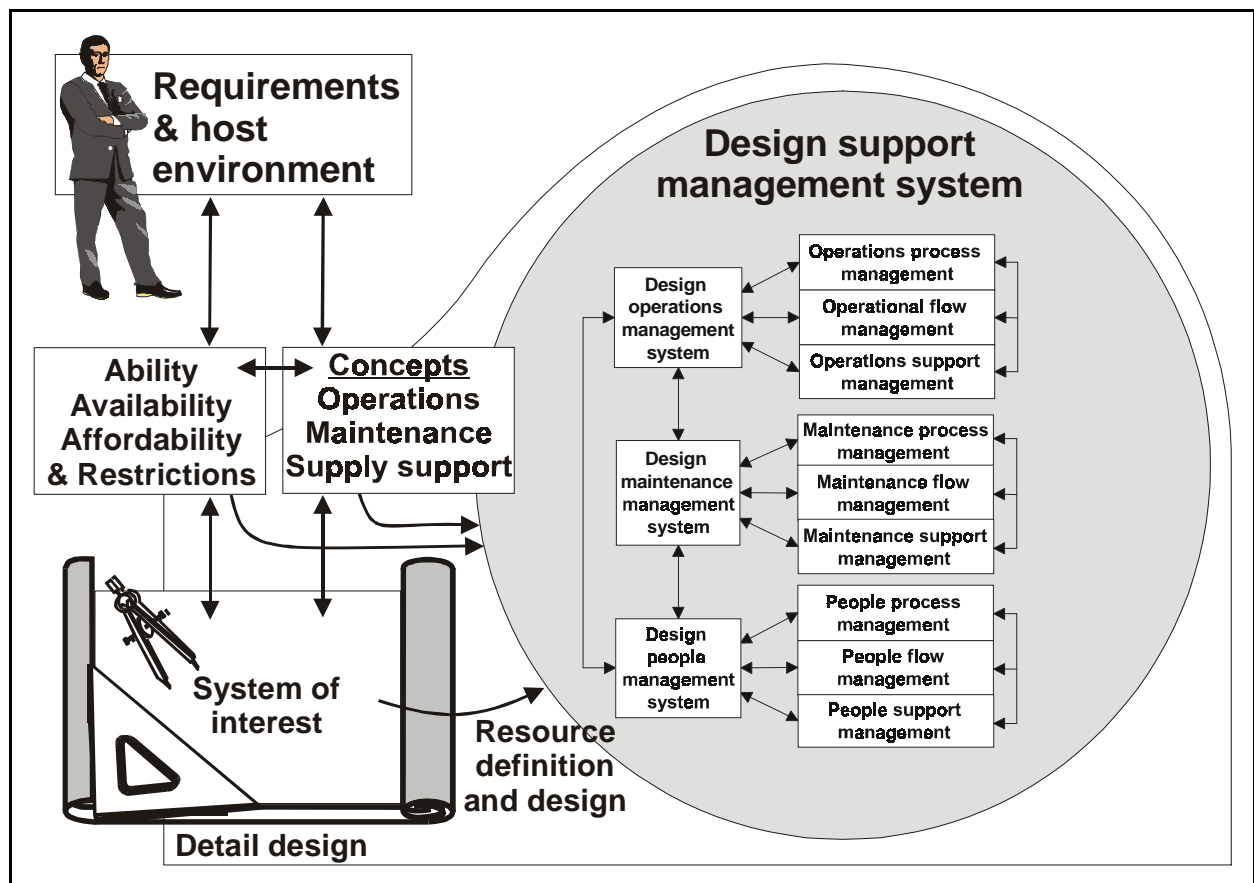 Requirements
& host
environment
Design support
management system
Ability
Availability
Affordability
& Restrictions
Concepts
Operations
Maintenance
Supply support
Design
operations
management
system
Operations process
management
Operational flow
management
Operations support
management
Design
maintenance
management
system
Maintenance process
management
Maintenance flow
management
Maintenance support
management
Design
people
management
system
People process
management
People flow
management
People support
management
System of
interest
Resource
definition
and design
Detail design